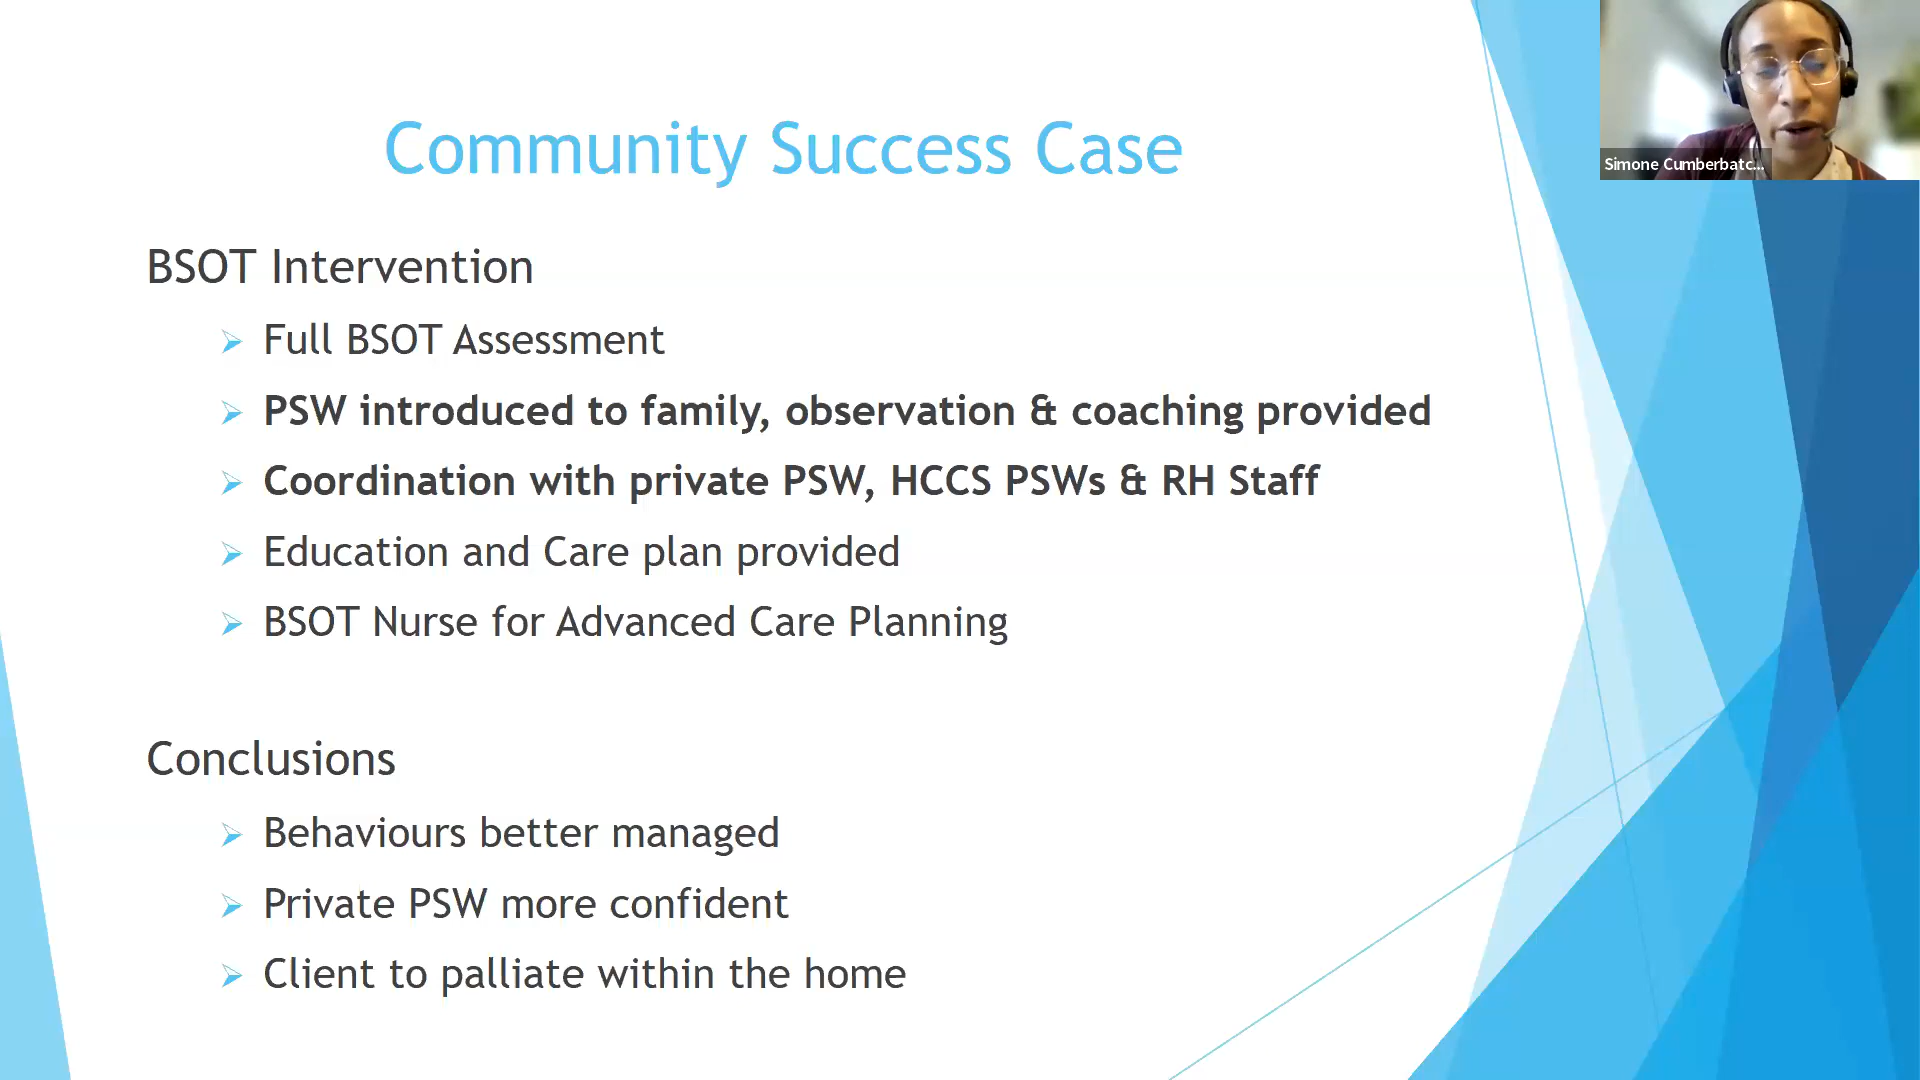 Community Success Case
Simone Cumberbatc...
BSOT Intervention
Full BSOT Assessment
PSW introduced to family, observation & coaching provided
Coordination with private PSW, HCCS PSWs & RH Staff
Education and Care plan provided
BSOT Nurse for Advanced Care Planning
Conclusions
Behaviours better managed
Private PSW more confident
Client to palliate within the home